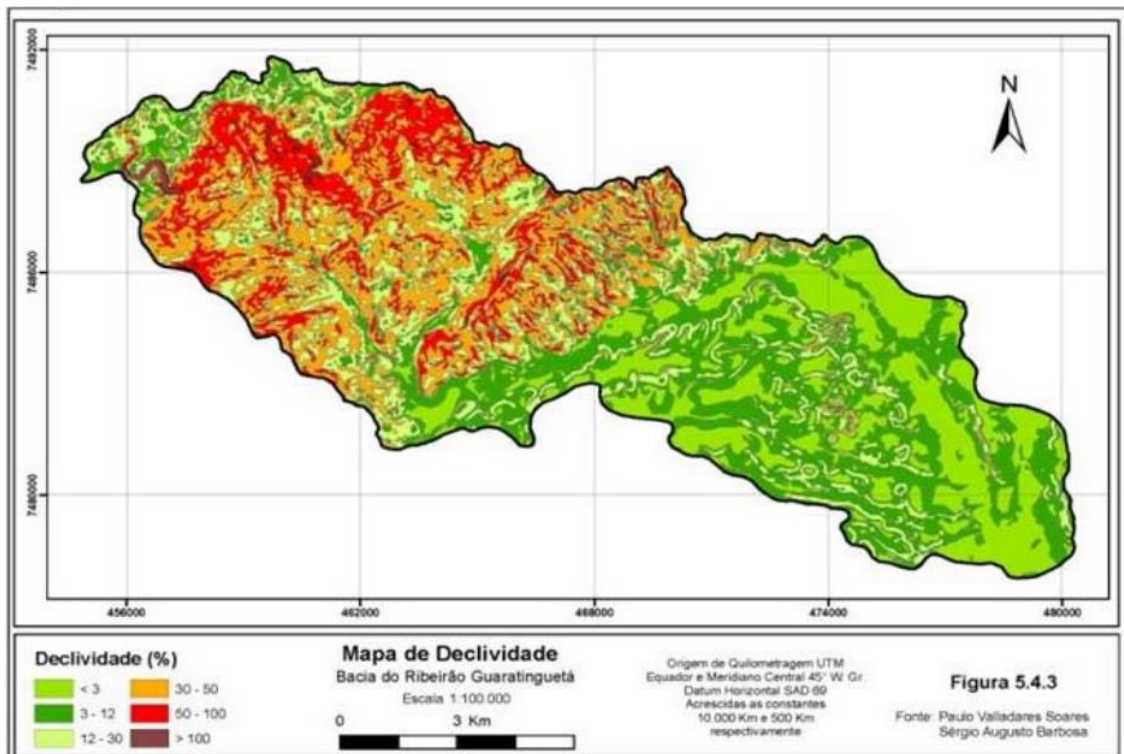 N
7492000
7486000
7480000
456000
462000
468000
474000
480000
Declividade (%)
< 3
3 - 12
12 - 30
30 - 50
50 - 100
> 100
Mapa de Declividade
Bacia do Ribeirão Guaratinguetá
Escala 1:100.000
0 3 Km
Origem de Quilometragem UTM
Equador e Meridiano Central 45° W. Gr.
Datum Horizontal SAD 69
Acrescidas as constantes
10.000 Km e 500 Km
respectivamente
Figura 5.4.3
Fonte: Paulo Valladares Soares
Sérgio Augusto Barbosa